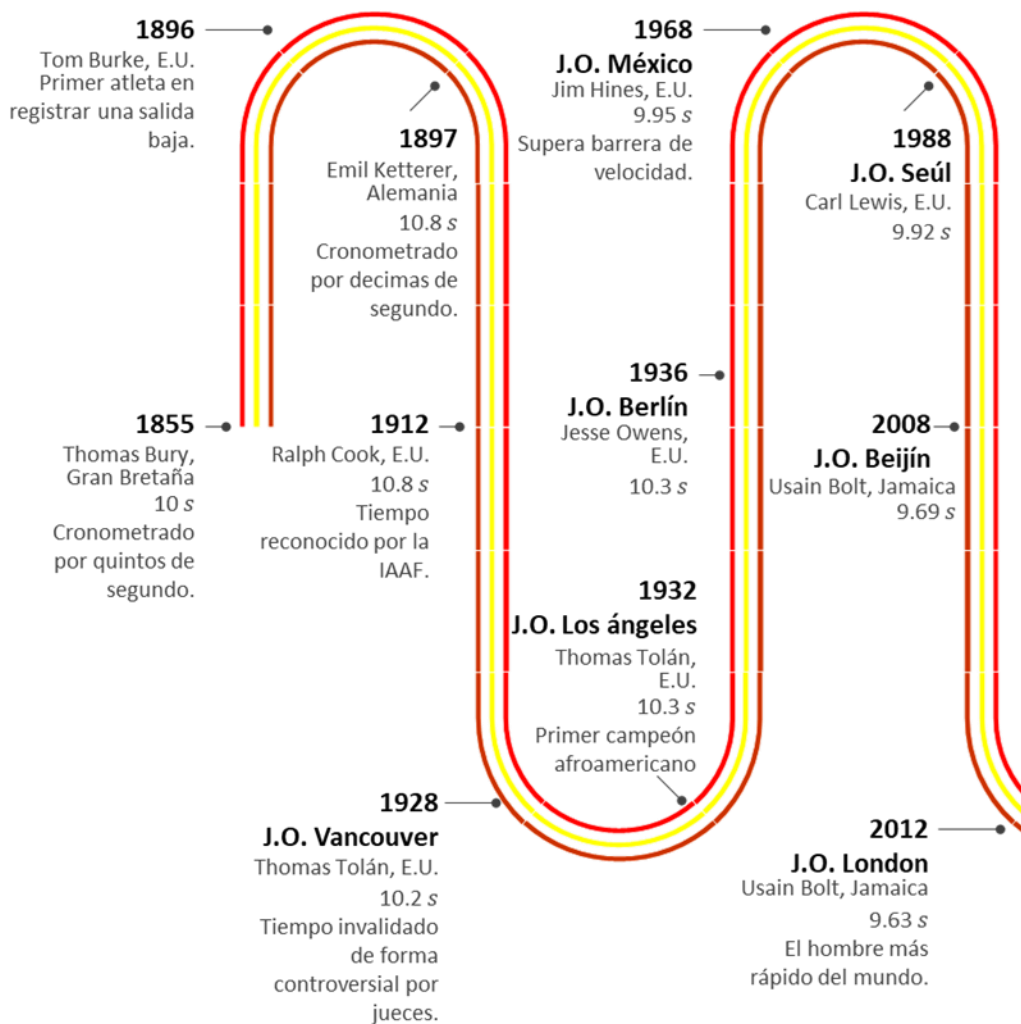 1896
Tom Burke, E.U.
Primer atleta en
registrar una salida
baja.
1897
Emil Ketterer,
Alemania
10.8 s
Cronometrado
por decimas de
segundo.
1855
Thomas Bury,
Gran Bretaña
10 s
Cronometrado
por quintos de
segundo.
1912
Ralph Cook, E.U.
10.8 s
Tiempo
reconocido por la
IAAF.
1928
J.O. Vancouver
Thomas Tolán, E.U.
10.2 s
Tiempo invalidado
de forma
controversial por
jueces.
1932
J.O. Los ángeles
Thomas Tolán,
E.U.
10.3 s
Primer campeón
afroamericano
1936
J.O. Berlín
Jesse Owens,
E.U.
10.3 s
1968
J.O. México
Jim Hines, E.U.
9.95 s
Supera barrera de
velocidad.
1988
J.O. Seúl
Carl Lewis, E.U.
9.92 s
2008
J.O. Beijín
Usain Bolt, Jamaica
9.69 s
2012
J.O. London
Usain Bolt, Jamaica
9.63 s
El hombre más
rápido del mundo.